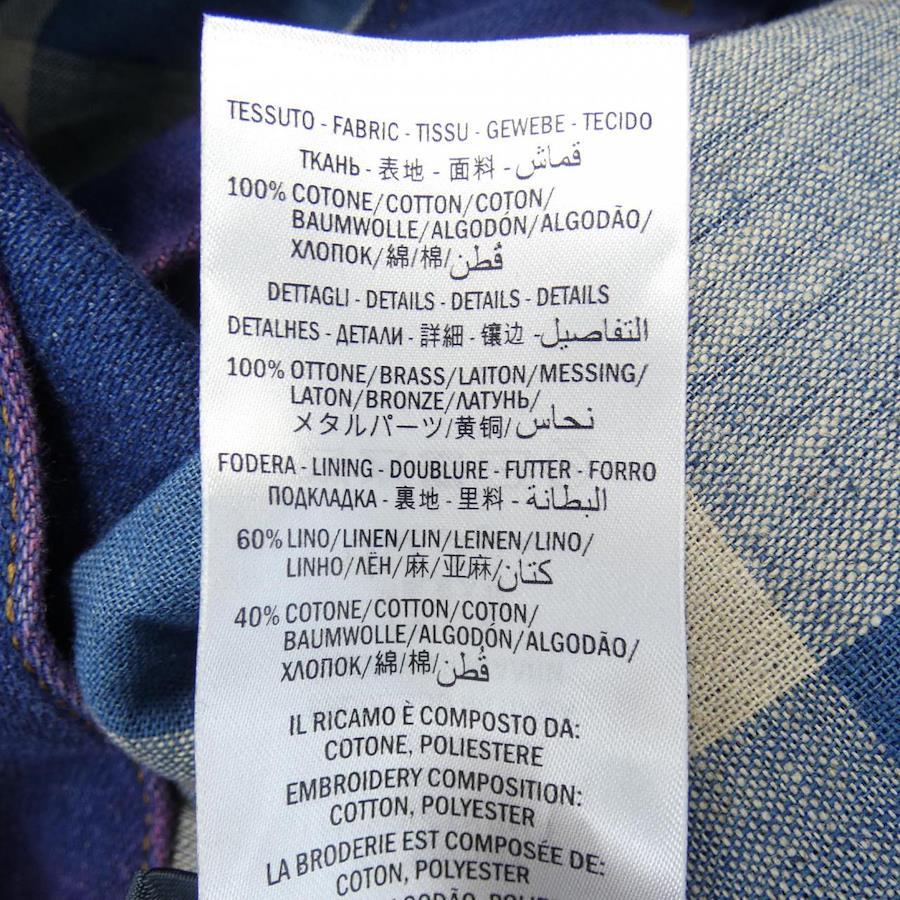 TESSUTO - FABRIC - TISSU - GEWEBE - TECIDO
ТКАНЬ - 表地 - 面料 - قماش
100% COTONE/COTTON/COTON/
BAUMWOLLE/ALGODÓN/ALGODÃO/
ХЛОПОК/綿/棉/قُطن
DETTAGLI - DETAILS - DETAILS - DETAILS
DETALHES - ДЕТАЛИ - 詳細 - 镶边 - التفاصيل
100% OTTONE/BRASS/LAITON/MESSING/
LATON/BRONZE/ЛАТУНЬ/
メタルパーツ/黄铜/نحاس
FODERA - LINING - DOUBLURE - FUTTER - FORRO
ПОДКЛАДКА - 裏地 - 里料 - البطانة
60% LINO/LINEN/LIN/LEINEN/LINO/
LINHO/ЛЁН/麻/亚麻/كتان
40% COTONE/COTTON/COTON/
BAUMWOLLE/ALGODÓN/ALGODÃO/
ХЛОПОК/綿/棉/قُطن
IL RICAMO È COMPOSTO DA:
COTONE, POLIESTERE
EMBROIDERY COMPOSITION:
COTTON, POLYESTER
LA BRODERIE EST COMPOSÉE DE:
COTON, POLYESTER